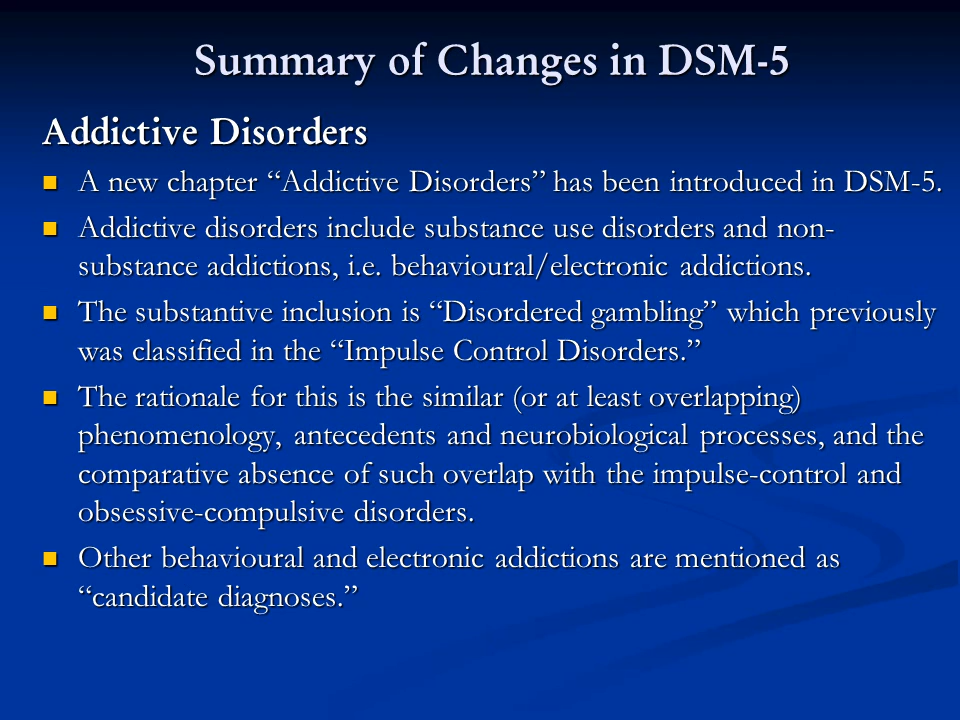 Summary of Changes in DSM-5
Addictive Disorders
A new chapter “Addictive Disorders” has been introduced in DSM-5.
Addictive disorders include substance use disorders and non-
substance addictions, i.e. behavioural/electronic addictions.
The substantive inclusion is “Disordered gambling” which previously
was classified in the “Impulse Control Disorders.”
The rationale for this is the similar (or at least overlapping)
phenomenology, antecedents and neurobiological processes, and the
comparative absence of such overlap with the impulse-control and
obsessive-compulsive disorders.
Other behavioural and electronic addictions are mentioned as
“candidate diagnoses.”